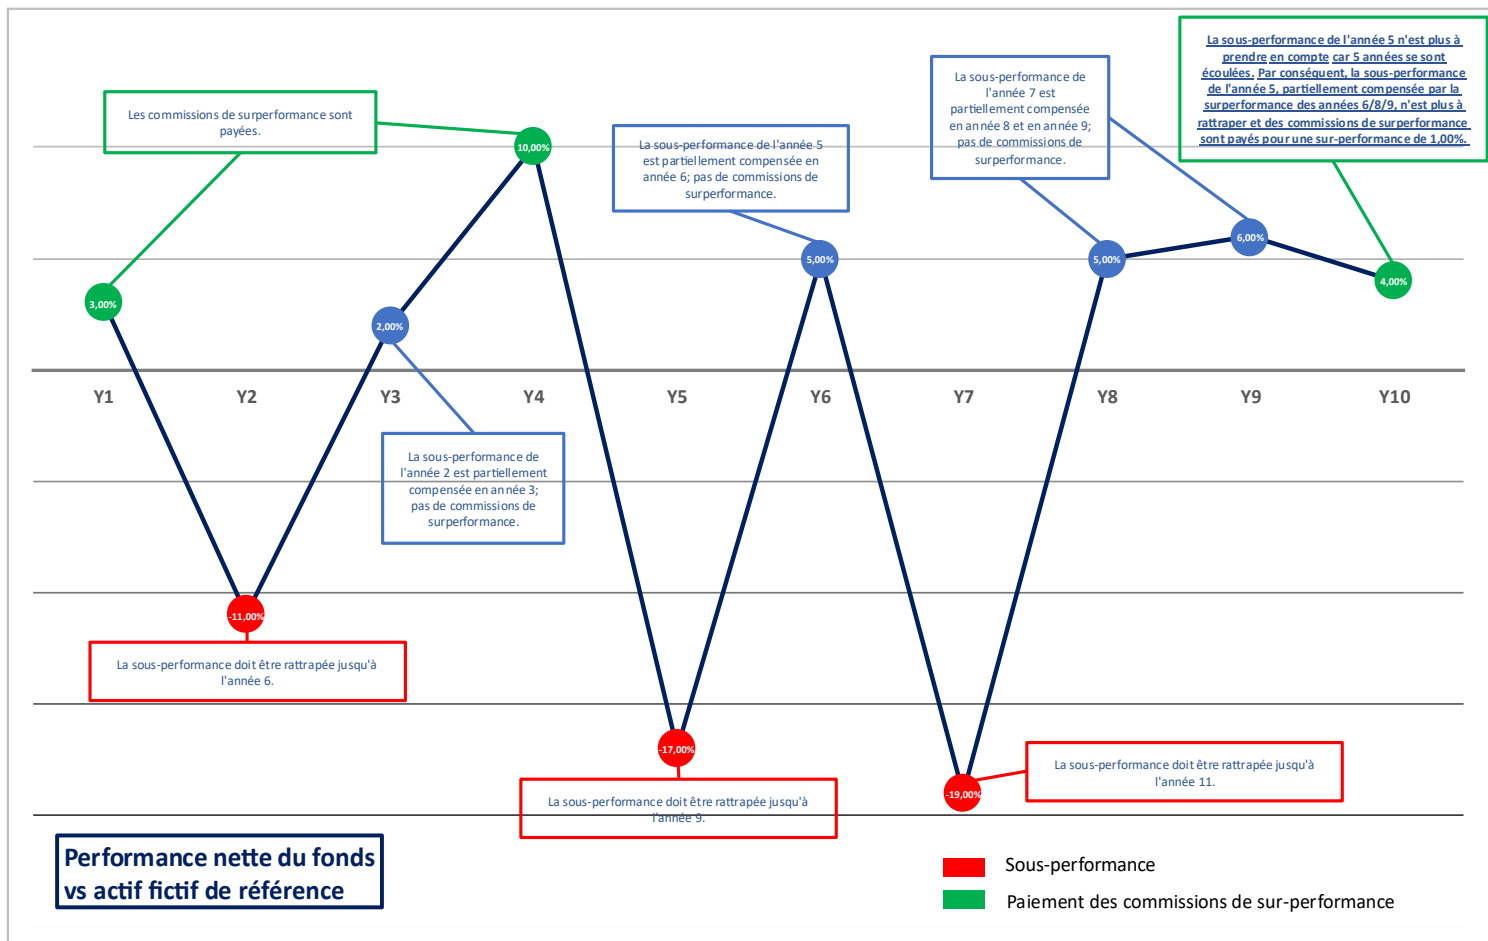 La sous-performance de l'année 5 n'est plus à
prendre en compte car 5 années se sont
écoulées. Par conséquent, la sous-performance
de l'année 5, partiellement compensée par la
surperformance des années 6/8/9, n'est plus à
rattraper et des commissions de surperformance
sont payés pour une sur-performance de 1,00%.
La sous-performance de
l'année 7 est
partiellement compensée
en année 8 et en année 9;
pas de commissions de
surperformance.
Les commissions de surperformance sont
payées.
La sous-performance de l'année 5
est partiellement compensée en
année 6; pas de commissions de
surperformance.
10,00%
6,00%
5,00%
5,00%
4,00%
3,00%
2,00%
Y1
Y2
Y3
Y4
Y5
Y6
Y7
Y8
Y9
Y10
La sous-performance de
l'année 2 est partiellement
compensée en année 3;
pas de commissions de
surperformance.
-11,00%
La sous-performance doit être rattrapée jusqu'à
l'année 6.
-17,00%
-19,00%
La sous-performance doit être rattrapée jusqu'à
l'année 11.
La sous-performance doit être rattrapée jusqu'à
l'année 9.
Performance nette du fonds
vs actif fictif de référence
Sous-performance
Paiement des commissions de sur-performance